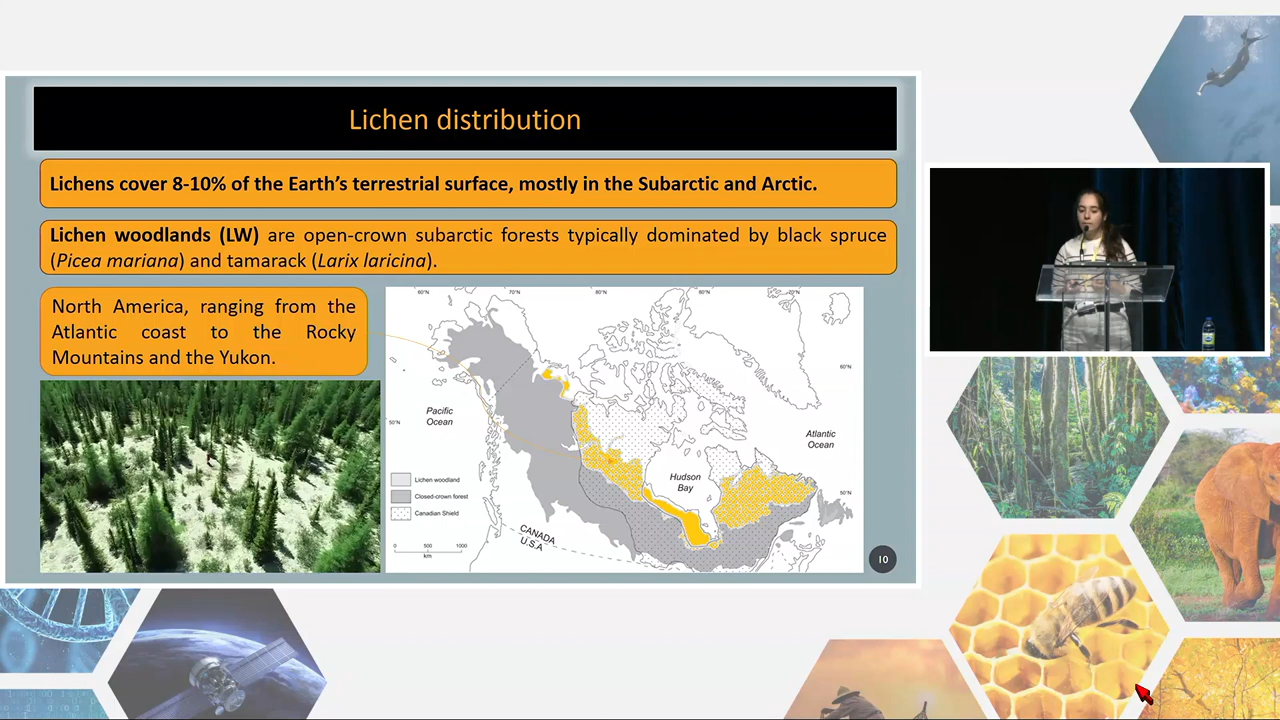 Lichen distribution
Lichens cover 8-10% of the Earth's terrestrial surface, mostly in the Subarctic and Arctic.
Lichen woodlands (LW) are open-crown subarctic forests typically dominated by black spruce
(Picea mariana) and tamarack (Larix laricina).
North America, ranging from the
Atlantic coast to the Rocky
Mountains and the Yukon.
60°N
70°N
80°N
60°N
Pacific
Ocean
50°N
Atlantic
Ocean
Hudson
Bay
50°N
Lichen woodland
Closed-crown forest
Canadian Shield
0 500 1000
km
CANADA
U.S.A
10